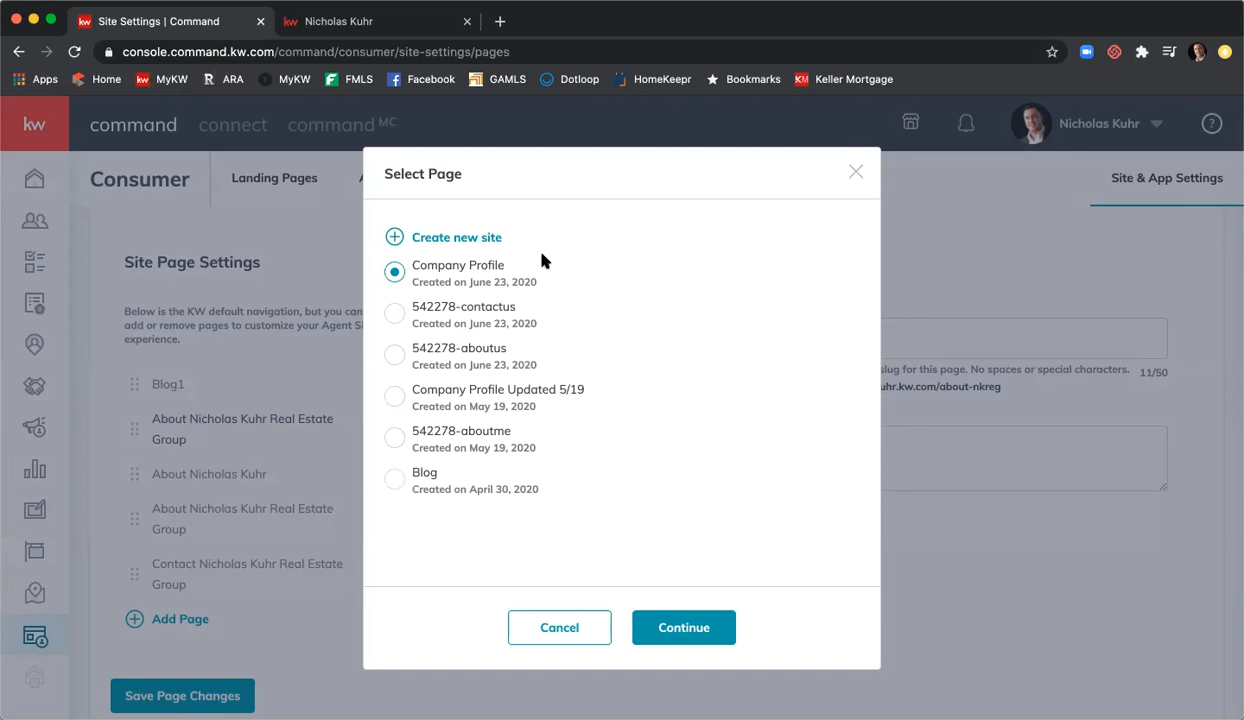 kw Site Settings | Command
kw Nicholas Kuhr
console.command.kw.com/command/consumer/site-settings/pages
Apps Home kw MyKW R ARA MyKW FMLS Facebook GAMLS Dotloop HomeKeepr Bookmarks KM Keller Mortgage
kw command connect command MC Nicholas Kuhr ?
Consumer Landing Pages A Site & App Settings
Select Page
Create new site
Company Profile
Created on June 23, 2020
542278-contactus
Created on June 23, 2020
542278-aboutus
Created on June 23, 2020
Company Profile Updated 5/19
Created on May 19, 2020
542278-aboutme
Created on May 19, 2020
Blog
Created on April 30, 2020
Cancel Continue
Site Page Settings
Below is the KW default navigation, but you can
add or remove pages to customize your Agent Si
experience.
Blog1
About Nicholas Kuhr Real Estate
Group
About Nicholas Kuhr
About Nicholas Kuhr Real Estate
Group
Contact Nicholas Kuhr Real Estate
Group
Add Page
Save Page Changes
slug for this page. No spaces or special characters. 11/50
uhr.kw.com/about-nkreg